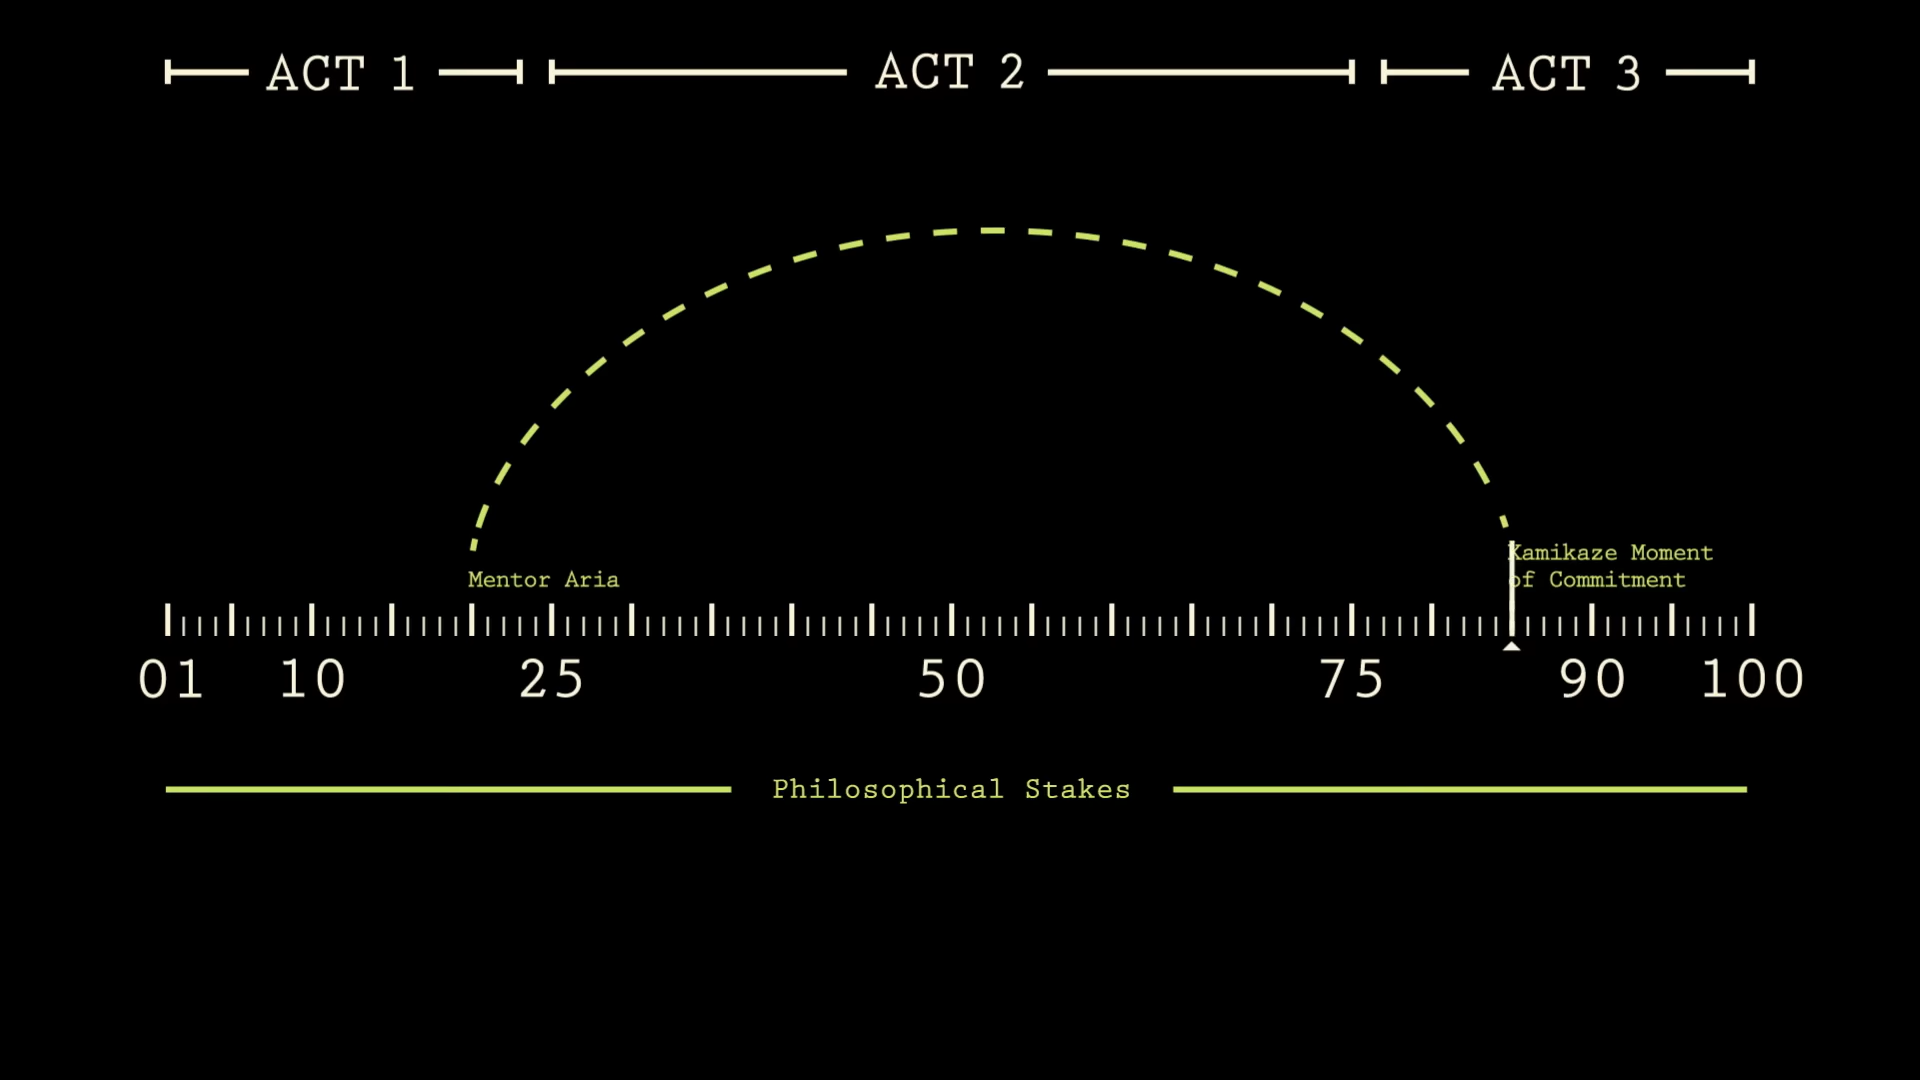 ACT 1 ACT 2 ACT 3
Kamikaze Moment
Mentor Aria of Commitment
01 10 25 50 75 90 100
Philosophical Stakes